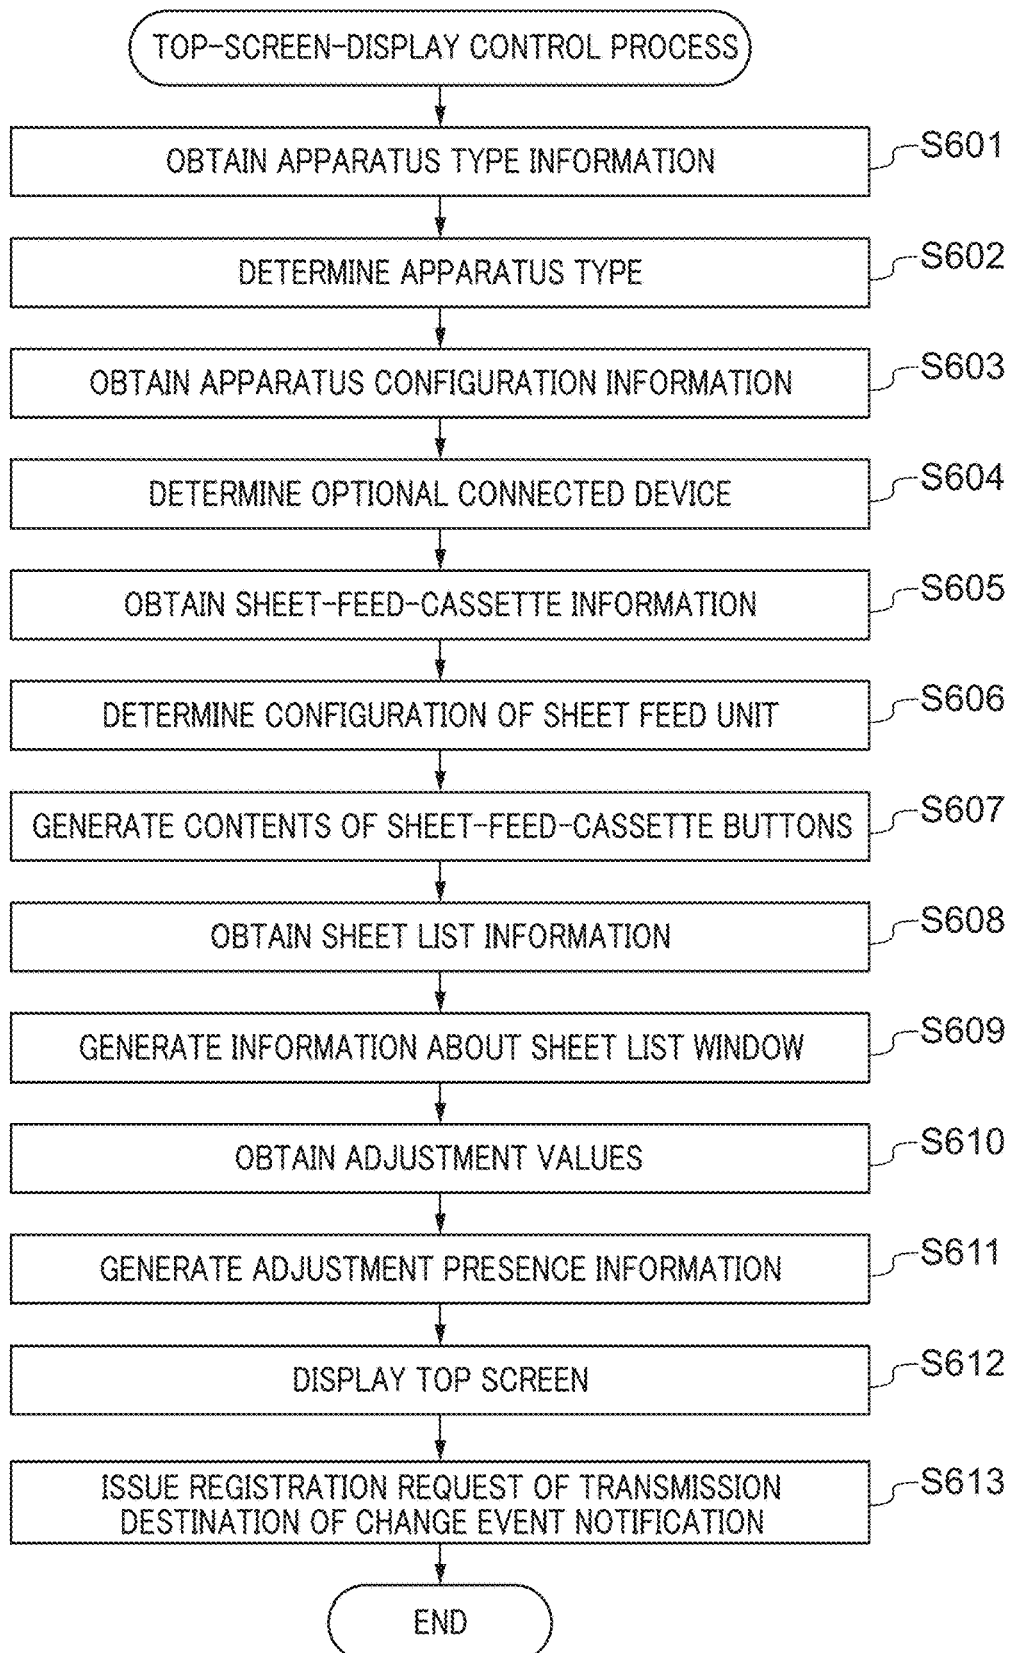 TOP-SCREEN-DISPLAY CONTROL PROCESS
OBTAIN APPARATUS TYPE INFORMATION
S601
DETERMINE APPARATUS TYPE
S602
OBTAIN APPARATUS CONFIGURATION INFORMATION
S603
DETERMINE OPTIONAL CONNECTED DEVICE
S604
OBTAIN SHEET-FEED-CASSETTE INFORMATION
S605
DETERMINE CONFIGURATION OF SHEET FEED UNIT
S606
GENERATE CONTENTS OF SHEET-FEED-CASSETTE BUTTONS
S607
OBTAIN SHEET LIST INFORMATION
S608
GENERATE INFORMATION ABOUT SHEET LIST WINDOW
S609
OBTAIN ADJUSTMENT VALUES
S610
GENERATE ADJUSTMENT PRESENCE INFORMATION
S611
DISPLAY TOP SCREEN
S612
ISSUE REGISTRATION REQUEST OF TRANSMISSION
DESTINATION OF CHANGE EVENT NOTIFICATION
S613
END